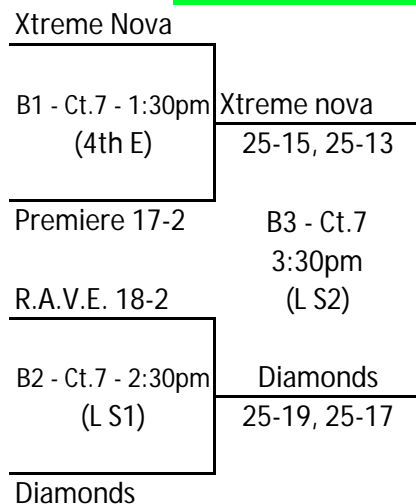 Xtreme Nova
B1 - Ct.7 - 1:30pm
(4th E)
Xtreme nova
25-15, 25-13
Premiere 17-2
B3 - Ct.7
3:30pm
(L S2)
R.A.V.E. 18-2
B2 - Ct.7 - 2:30pm
(L S1)
Diamonds
25-19, 25-17
Diamonds